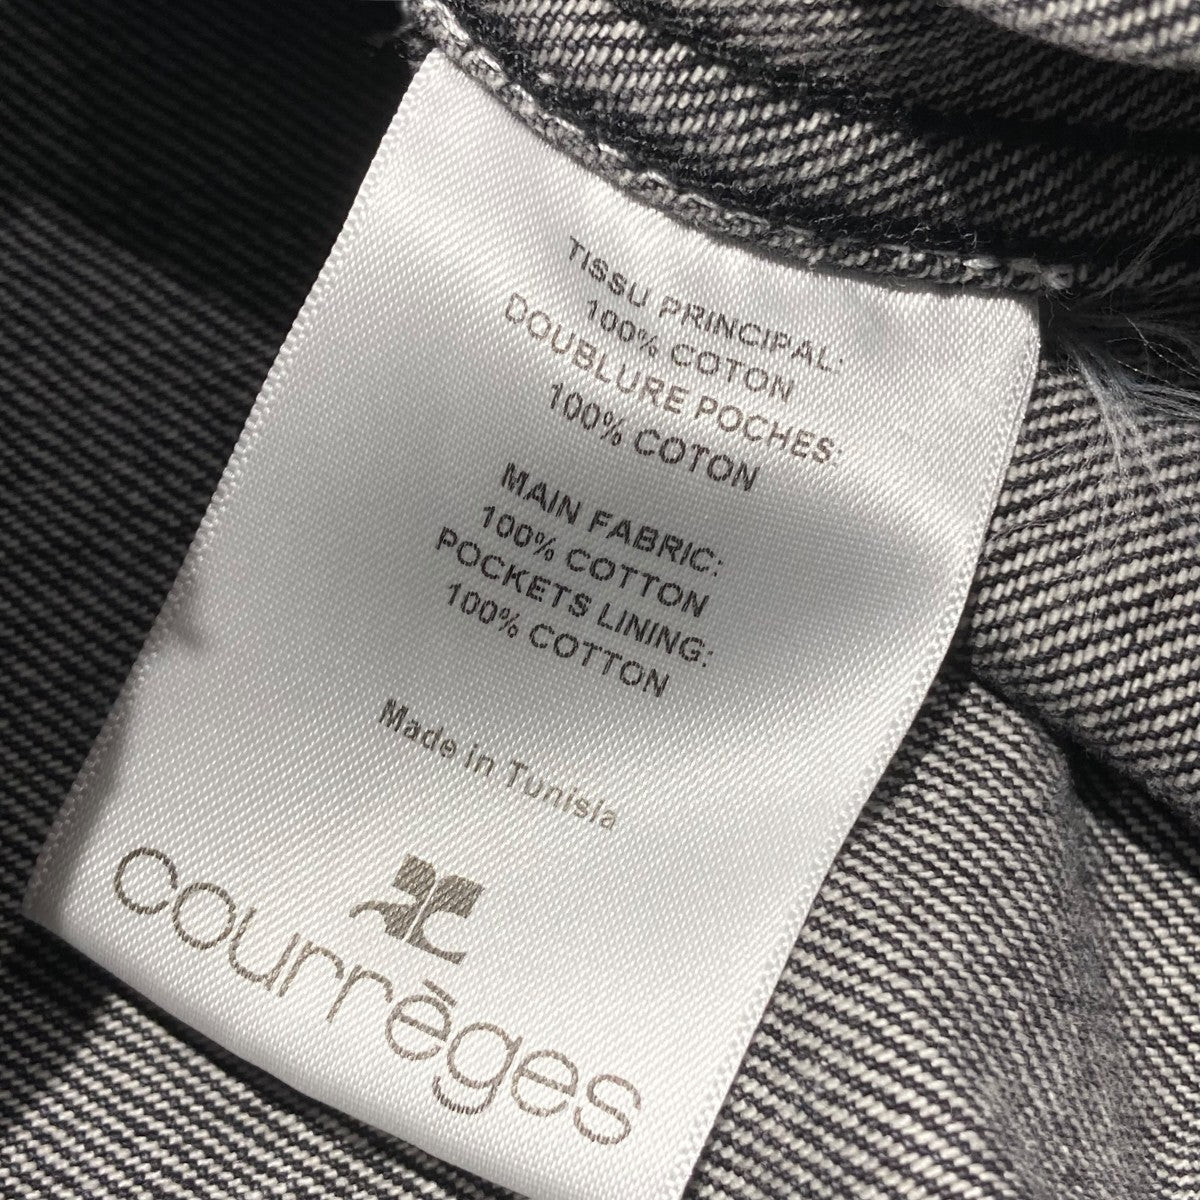 TISSU PRINCIPAL:
100% COTON
DOUBLURE POCHES:
100% COTON
MAIN FABRIC:
100% COTTON
POCKETS LINING:
100% COTTON
Made in Tunisia
courrēges